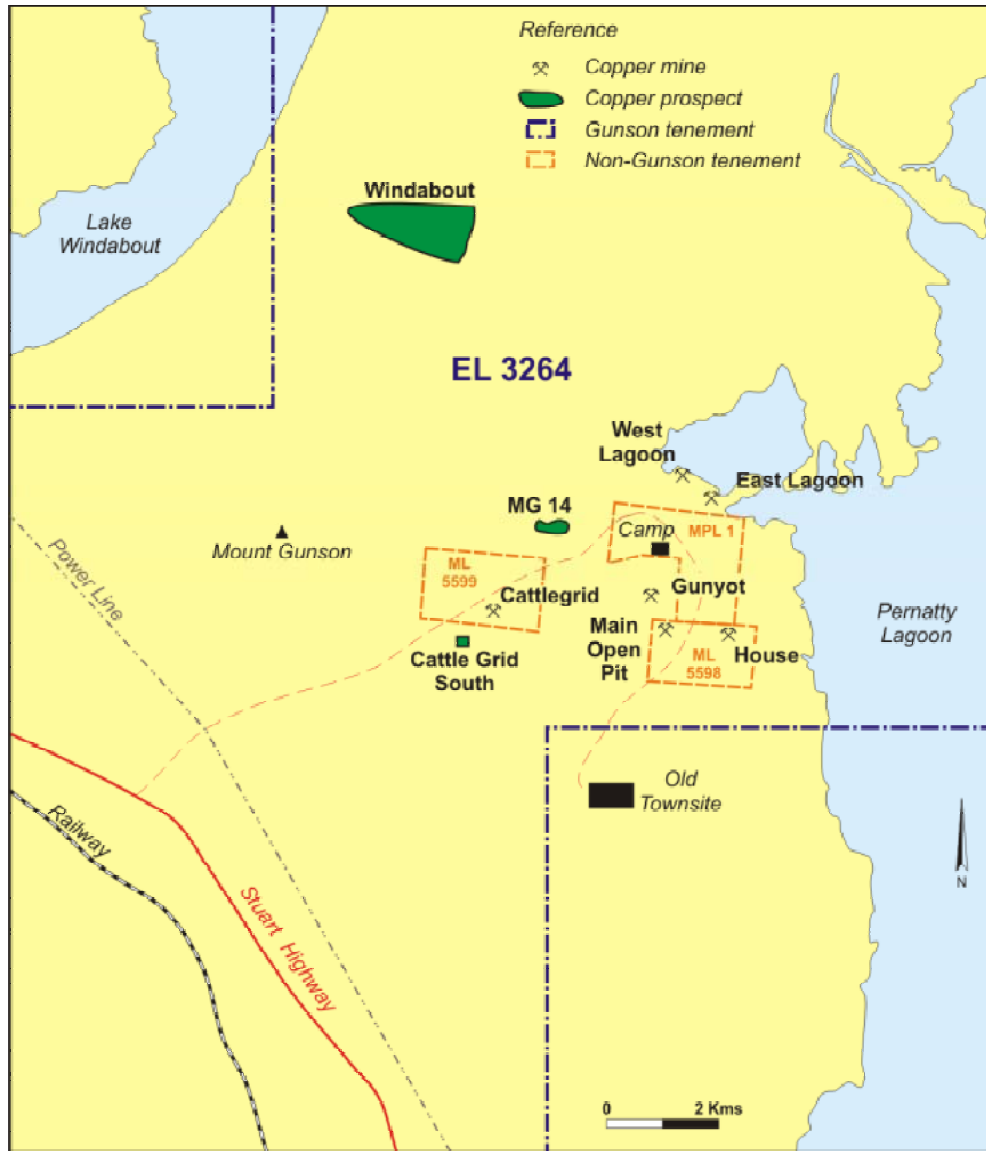 Reference
Copper mine
Copper prospect
Gunson tenement
Non-Gunson tenement
Windabout
Lake
Windabout
EL 3264
West
Lagoon
East Lagoon
MG 14
Camp
MPL 1
Mount Gunson
Power Line
ML
5599
Cattlegrid
Gunyot
Pernatty
Lagoon
Main
Open
Pit
House
ML
5598
Cattle Grid
South
Old
Townsite
Railway
Stuart Highway
N
0 2 Kms